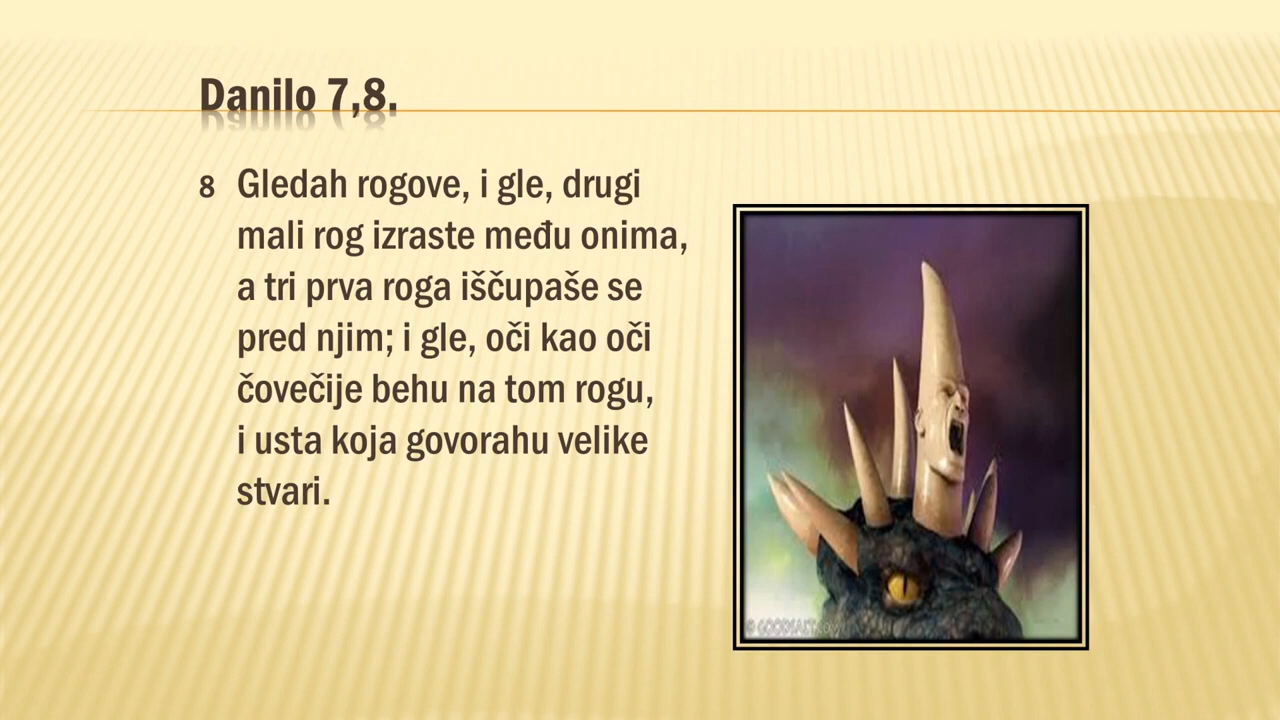 Danilo 7,8.
8 Gledah rogove, i gle, drugi
mali rog izraste među onima,
a tri prva roga iščupaše se
pred njim; i gle, oči kao oči
čovečije behu na tom rogu,
i usta koja govorahu velike
stvari.